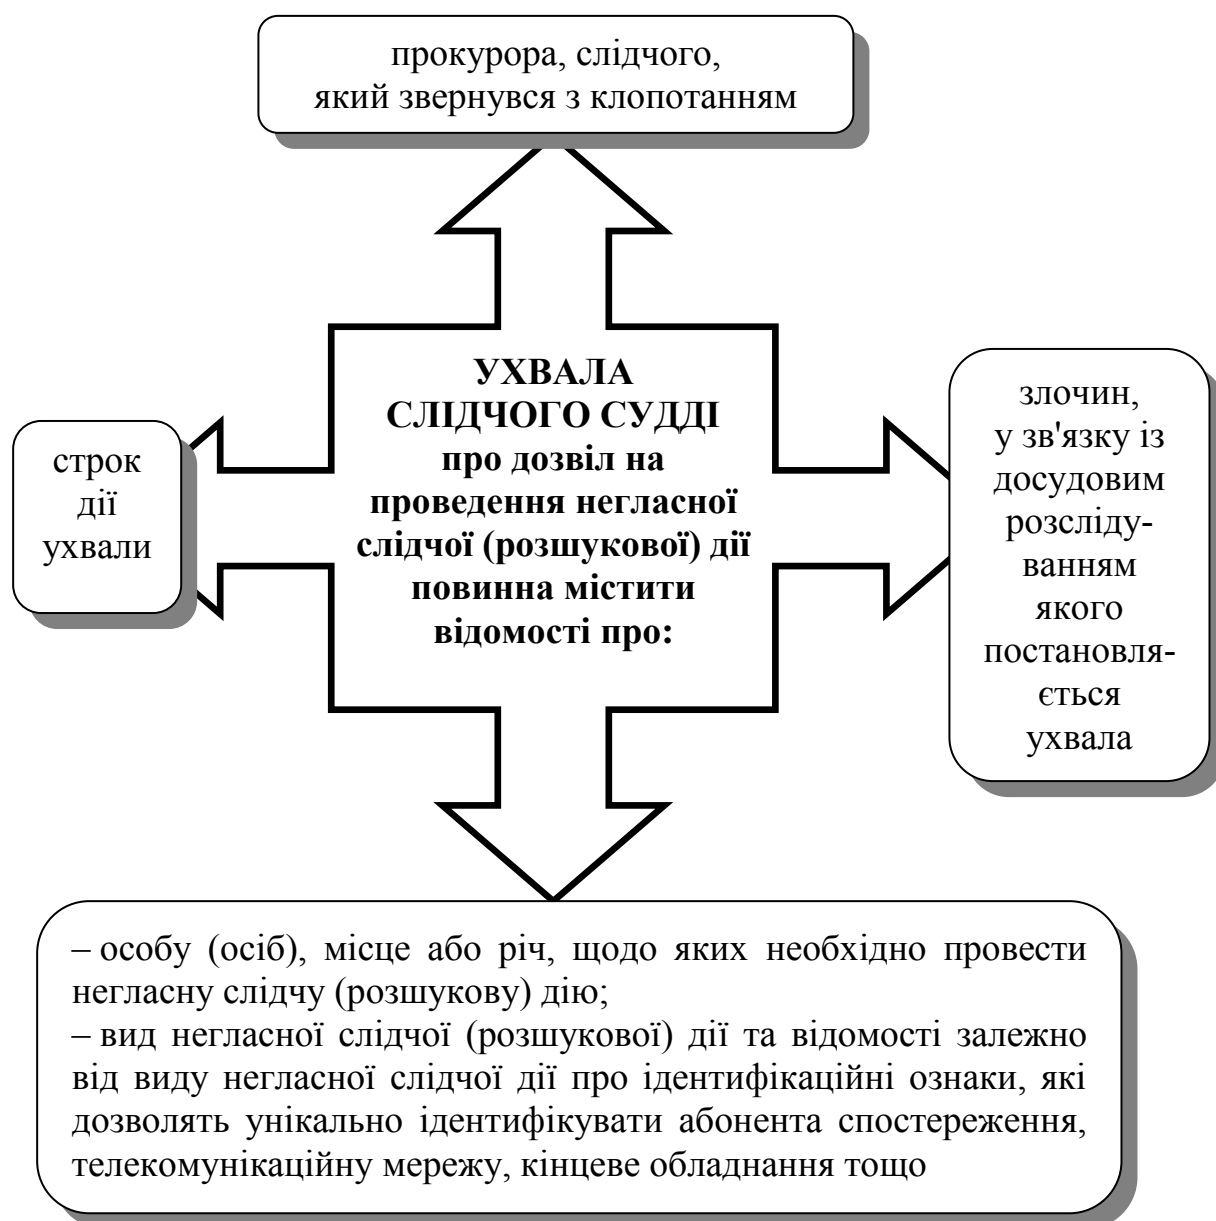 прокурора, слідчого,
який звернувся з клопотанням
УХВАЛА
СЛІДЧОГО СУДДІ
про дозвіл на
проведення негласної
слідчої (розшукової) дії
повинна містити
відомості про:
строк
дії
ухвали
злочин,
у зв'язку із
досудовим
розсліду-
ванням
якого
постановля-
ється
ухвала
– особу (осіб), місце або річ, щодо яких необхідно провести
негласну слідчу (розшукову) дію;
– вид негласної слідчої (розшукової) дії та відомості залежно
від виду негласної слідчої дії про ідентифікаційні ознаки, які
дозволять унікально ідентифікувати абонента спостереження,
телекомунікаційну мережу, кінцеве обладнання тощо